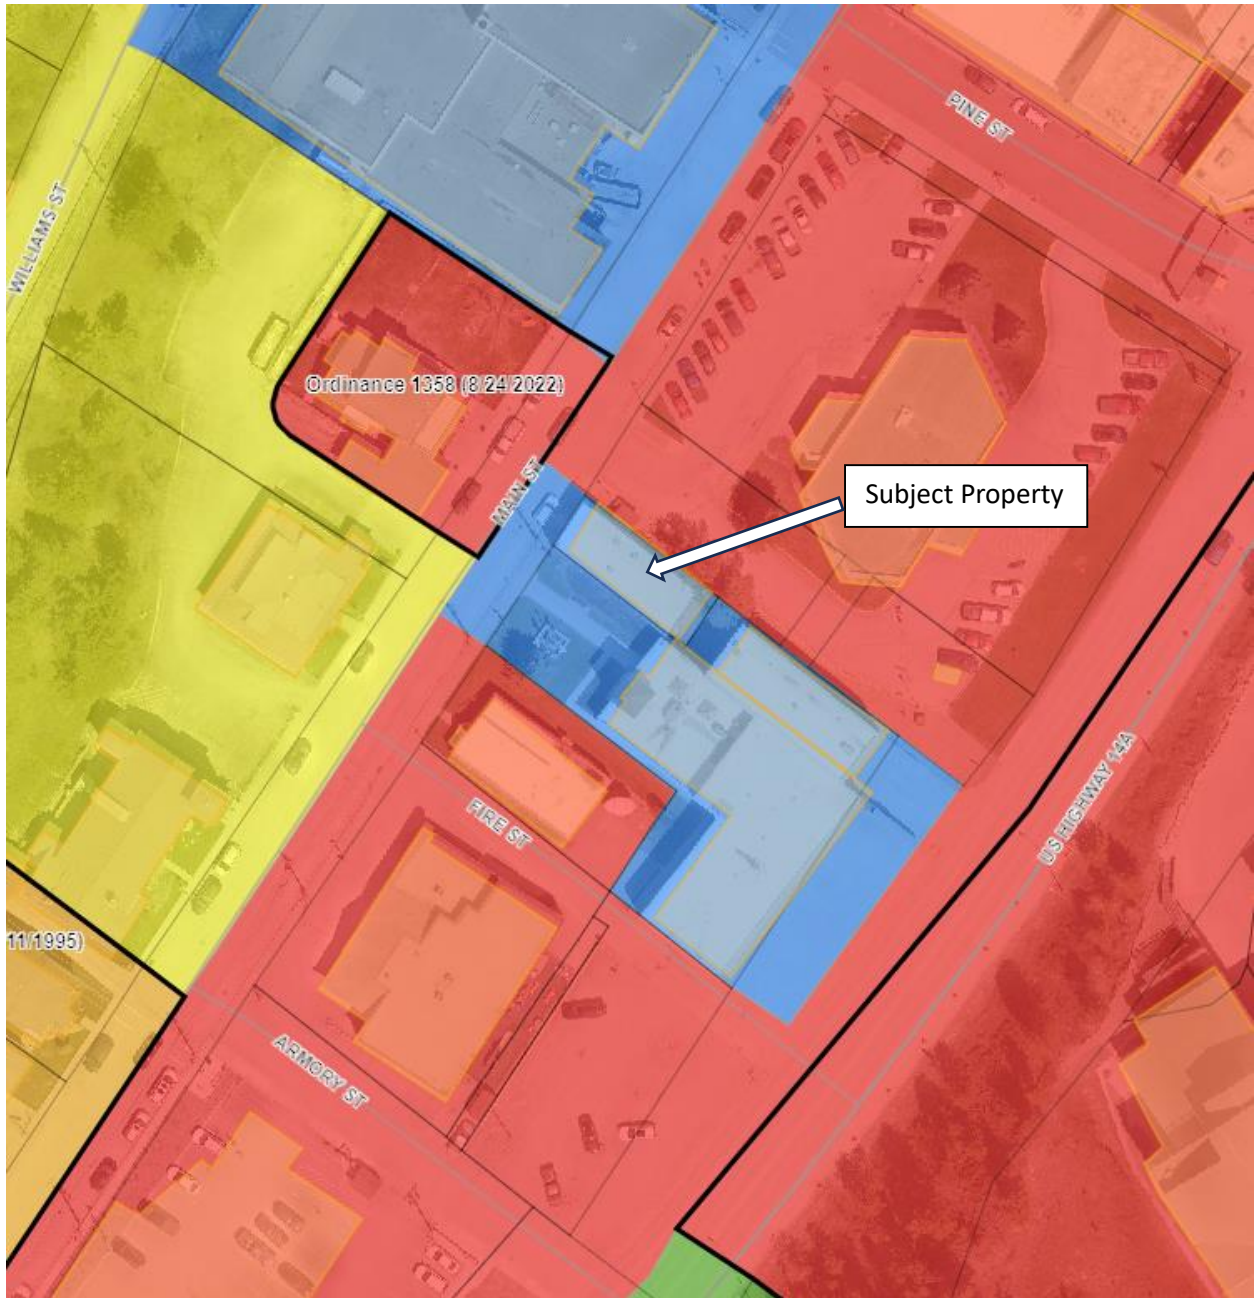 PINE ST
WILLIAMS ST
Ordinance 1358 (8 24 2022)
MAIN ST
Subject Property
US HIGHWAY 14A
FIRE ST
11/1995)
ARMORY ST